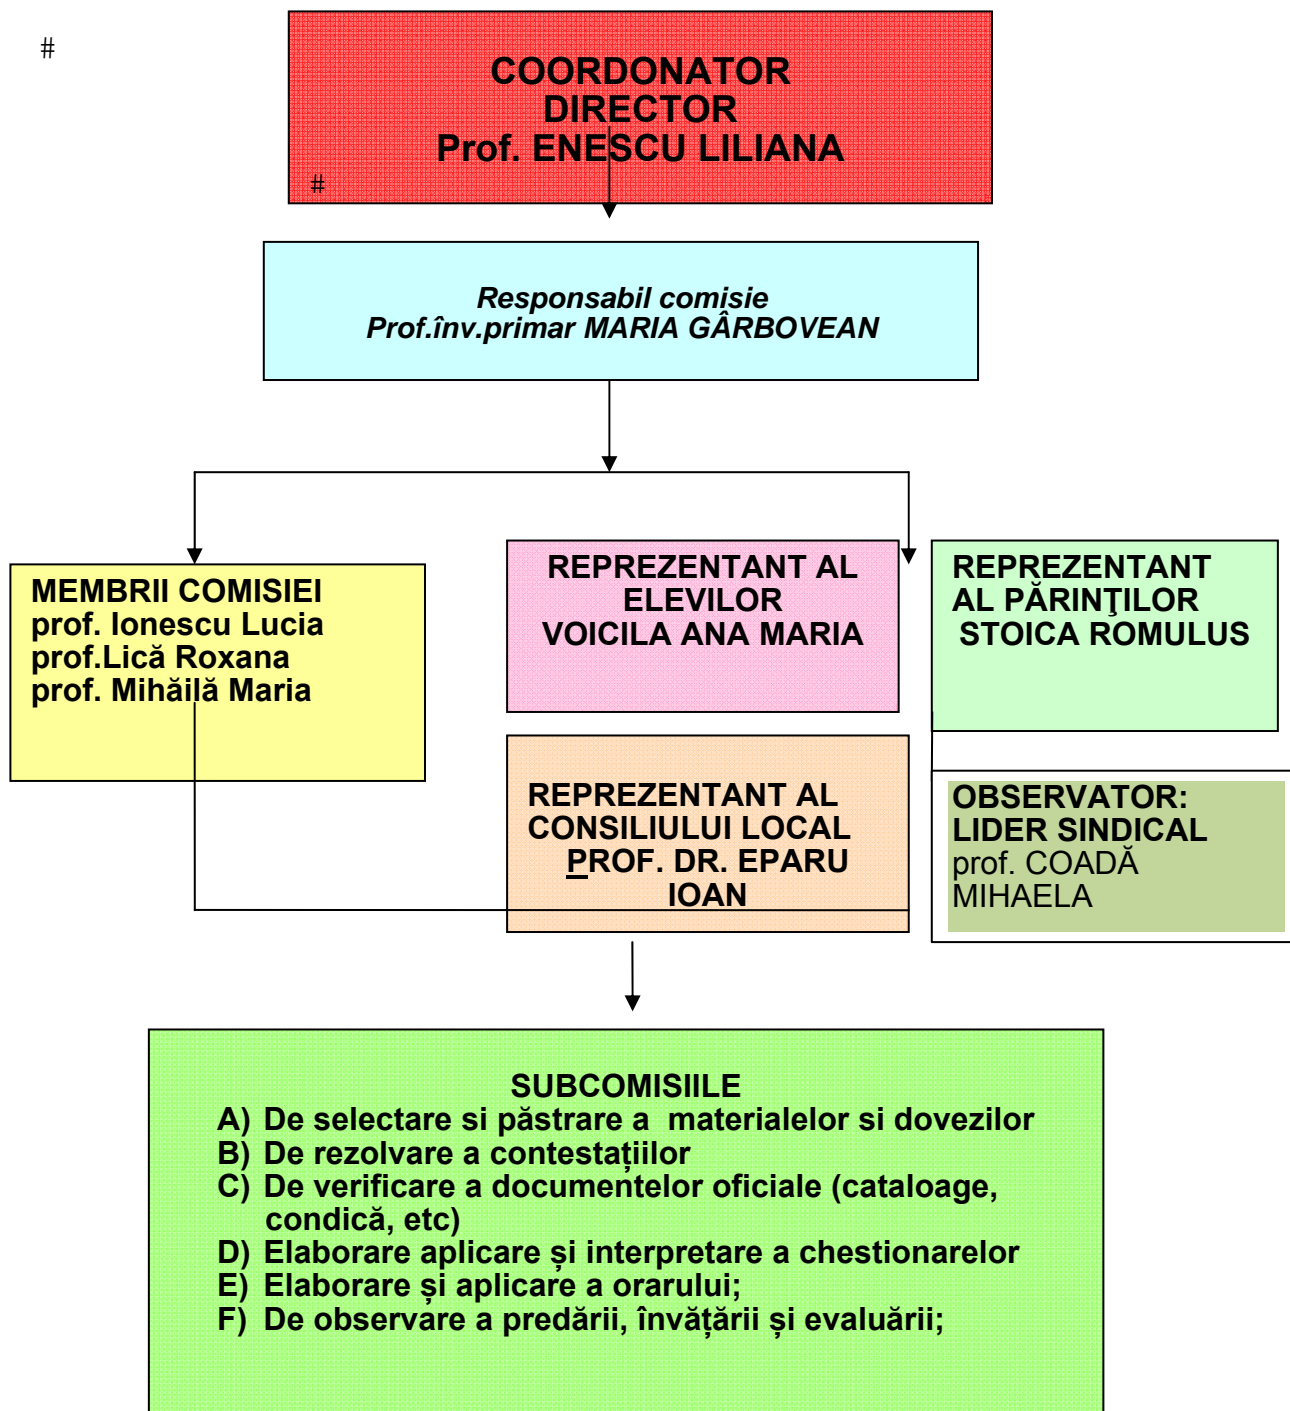 #
COORDONATOR
DIRECTOR
Prof. ENESCU LILIANA
#
Responsabil comisie
Prof.înv.primar MARIA GÂRBOVEAN
MEMBRII COMISIEI
prof. Ionescu Lucia
prof.Lică Roxana
prof. Mihăilă Maria
REPREZENTANT AL
ELEVILOR
VOICILA ANA MARIA
REPREZENTANT
AL PĂRINŢILOR
STOICA ROMULUS
REPREZENTANT AL
CONSILIULUI LOCAL
PROF. DR. EPARU
IOAN
OBSERVATOR:
LIDER SINDICAL
prof. COADĂ
MIHAELA
SUBCOMISIILE
A) De selectare si păstrare a materialelor si dovezilor
B) De rezolvare a contestațiilor
C) De verificare a documentelor oficiale (cataloage,
condică, etc)
D) Elaborare aplicare și interpretare a chestionarelor
E) Elaborare și aplicare a orarului;
F) De observare a predării, învățării și evaluării;